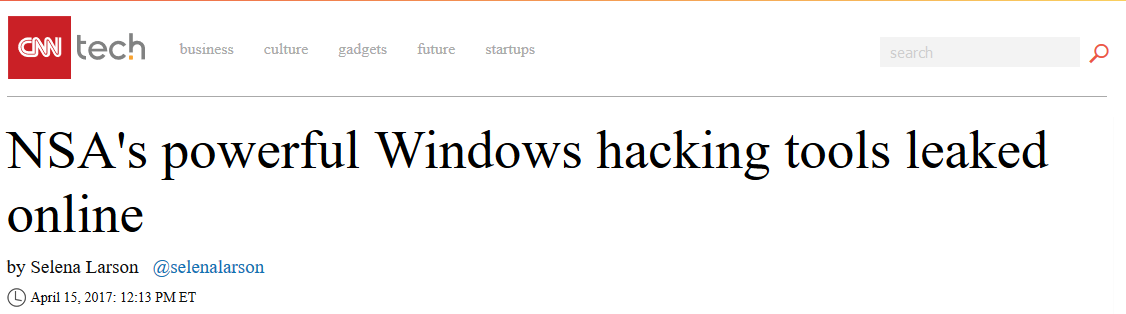 CNN tech business culture gadgets future startups search
NSA's powerful Windows hacking tools leaked
online
by Selena Larson @selenalarson
April 15, 2017: 12:13 PM ET